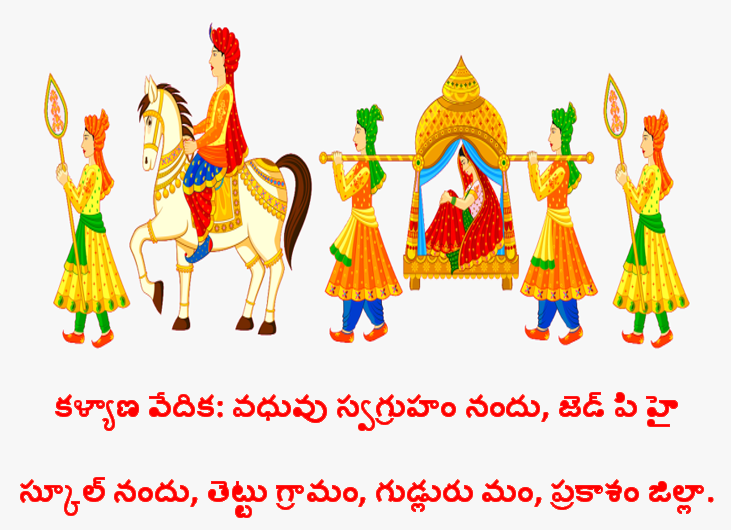 కళ్యాణ వేదిక: వధువు స్వగ్రుహం నందు, జెడ్ పి హై
స్కూల్ నందు, తెట్టు గ్రామం, గుడ్లురు మం, ప్రకాశం జిల్లా.